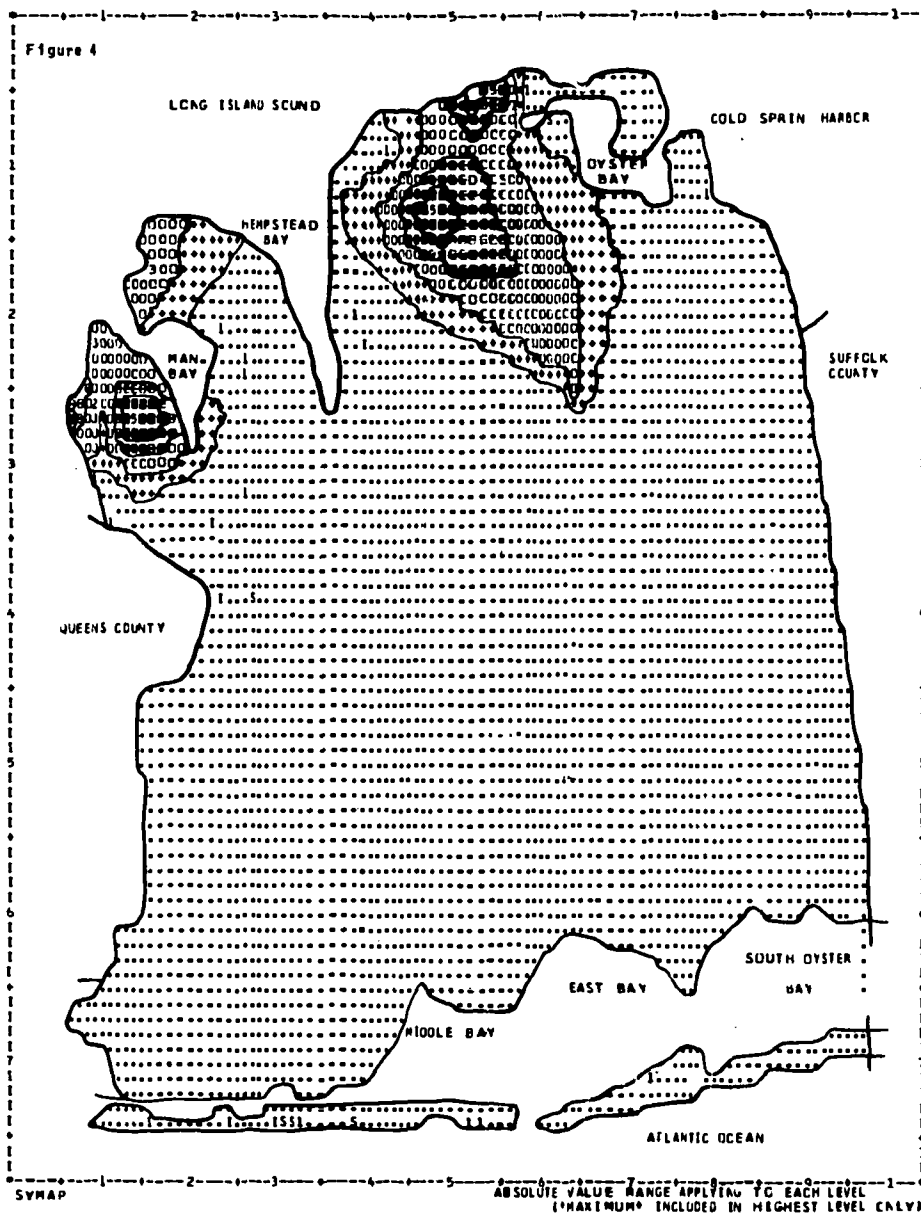 Figure 4
LONG ISLAND SOUND
COLD SPRIN HARBER
OYSTER
BAY
HEMPSTEAD
BAY
MAN.
BAY
SUFFOLK
COUNTY
QUEENS COUNTY
SOUTH OYSTER
BAY
EAST BAY
MIDDLE BAY
ATLANTIC OCEAN
SYMAP
ABSOLUTE VALUE RANGE APPLYING TO EACH LEVEL
('MAXIMUM' INCLUDED IN HIGHEST LEVEL ONLY)